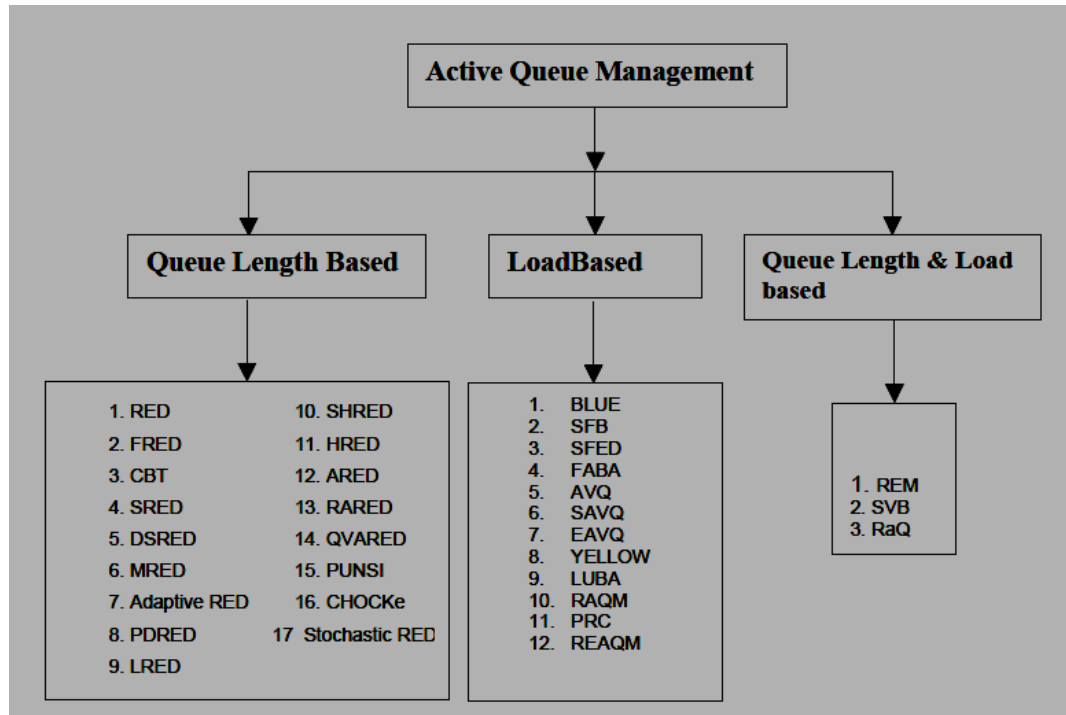 Active Queue Management
Queue Length Based
1. RED
2. FRED
3. CBT
4. SRED
5. DSRED
6. MRED
7. Adaptive RED
8. PDRED
9. LRED
10. SHRED
11. HRED
12. ARED
13. RARED
14. QVARED
15. PUNSI
16. CHOCKe
17 Stochastic RED
LoadBased
1. BLUE
2. SFB
3. SFED
4. FABA
5. AVQ
6. SAVQ
7. EAVQ
8. YELLOW
9. LUBA
10. RAQM
11. PRC
12. REAQM
Queue Length & Load
based
1. REM
2. SVB
3. RaQ